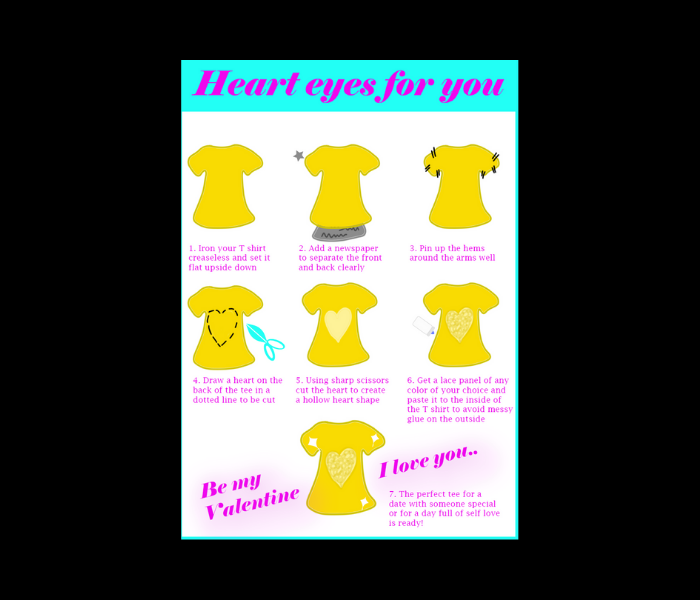 Heart eyes for you
1. Iron your T shirt
creaseless and set it
flat upside down
2. Add a newspaper
to separate the front
and back clearly
3. Pin up the hems
around the arms well
4. Draw a heart on the
back of the tee in a
dotted line to be cut
5. Using sharp scissors
cut the heart to create
a hollow heart shape
6. Get a lace panel of any
color of your choice and
paste it to the inside of
the T shirt to avoid messy
glue on the outside
Be my
Valentine
I love you..
7. The perfect tee for a
date with someone special
or for a day full of self love
is ready!